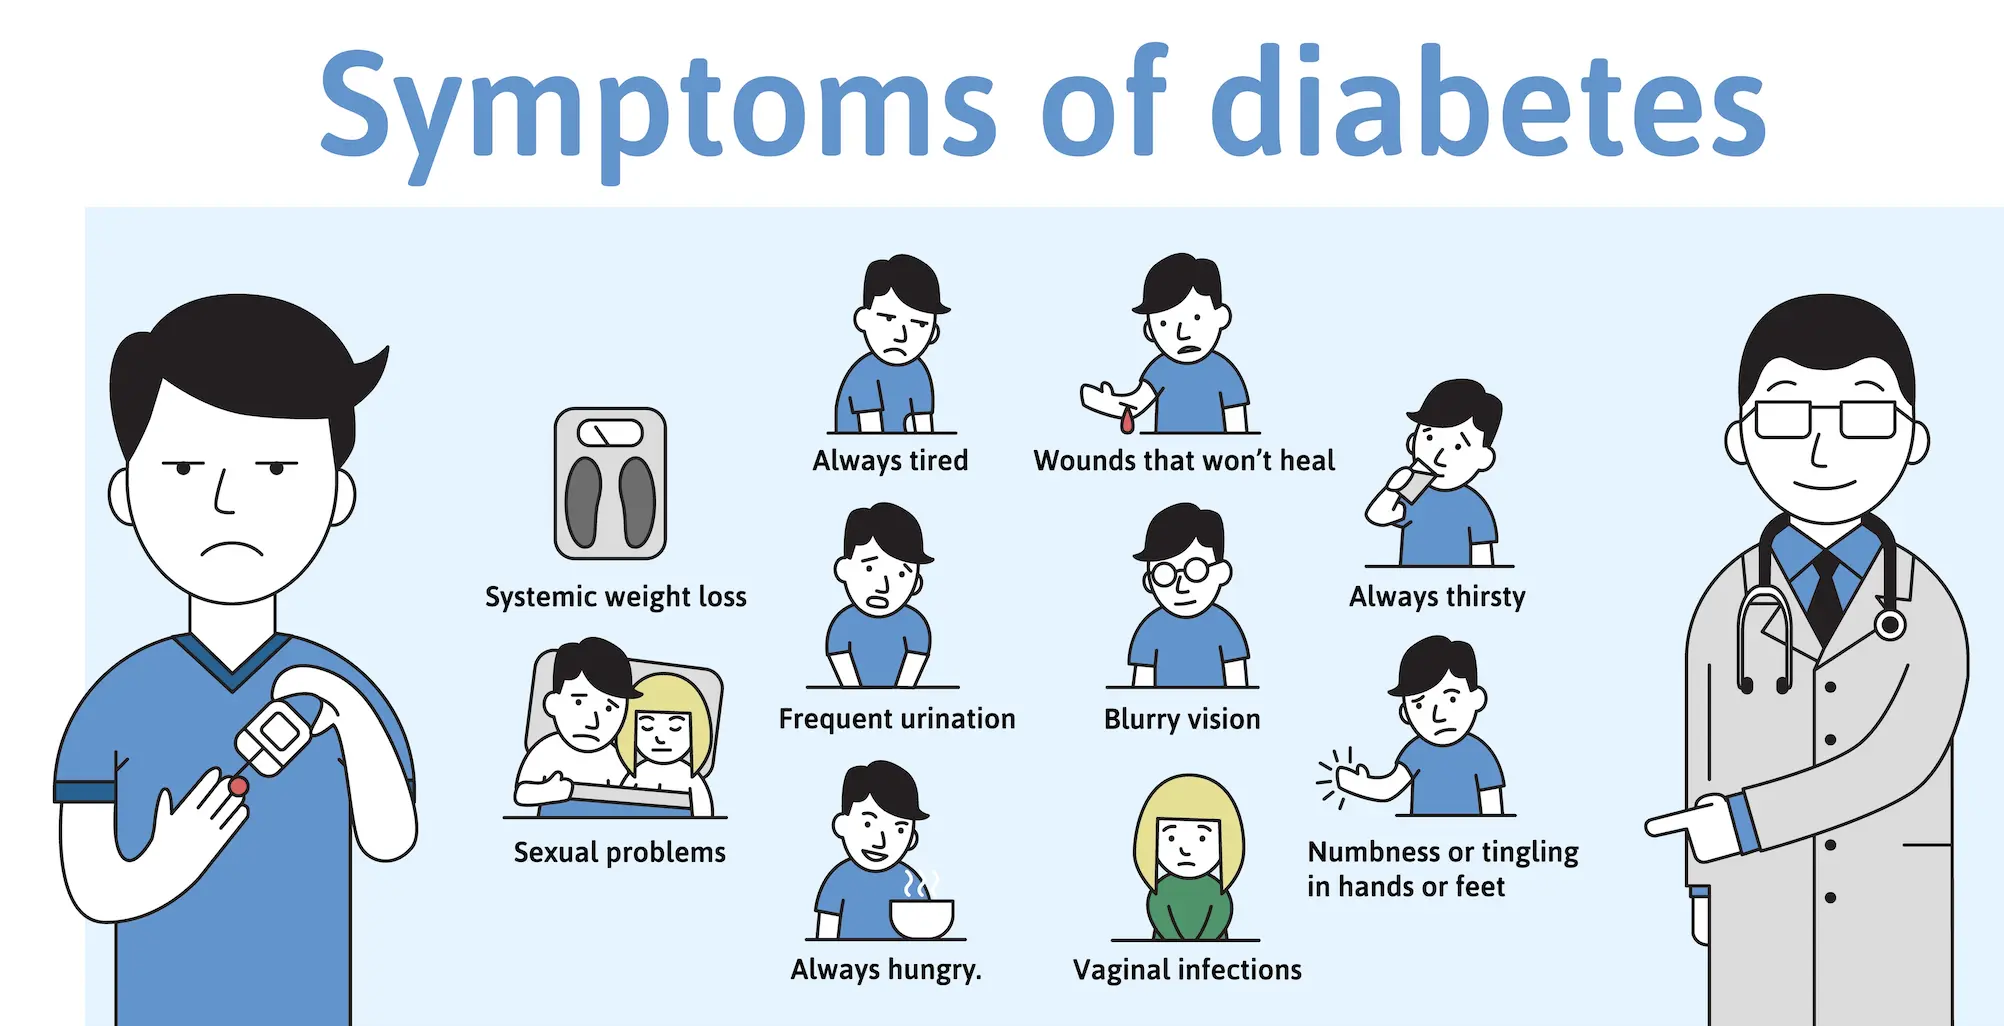 Symptoms of diabetes
Always tired
Wounds that won't heal
Systemic weight loss
Always thirsty
Frequent urination
Blurry vision
Sexual problems
Numbness or tingling
in hands or feet
Always hungry.
Vaginal infections